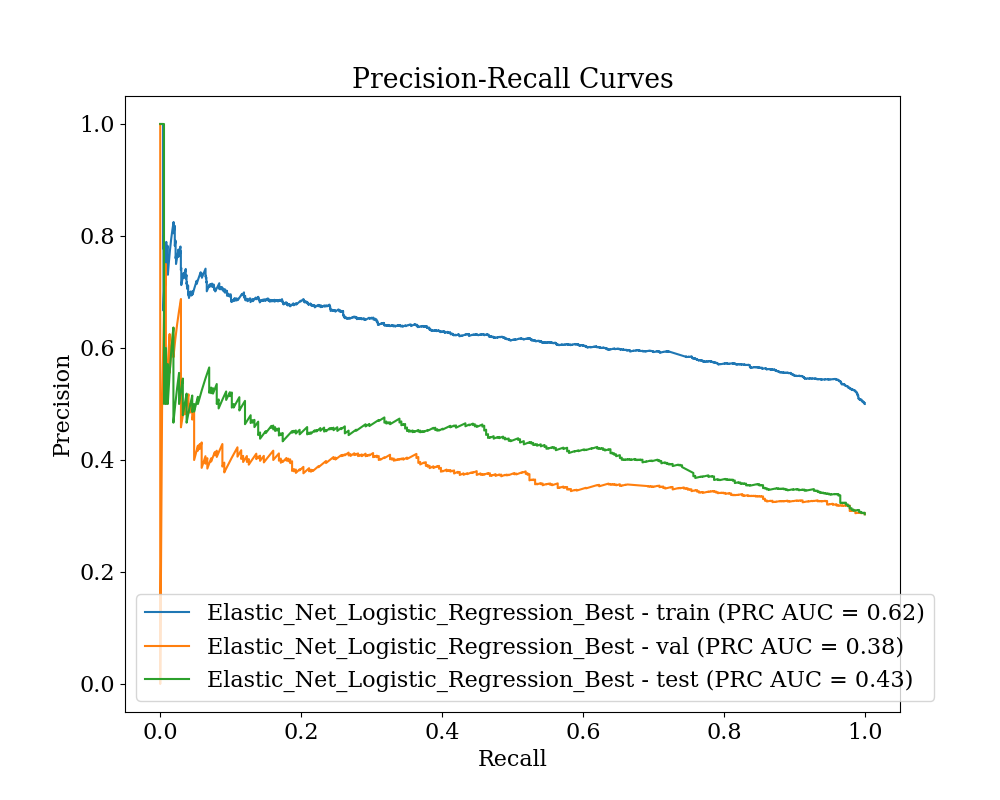 Precision-Recall Curves
1.0
0.8
0.6
0.4
0.2
0.0
Precision
Elastic_Net_Logistic_Regression_Best - train (PRC AUC = 0.62)
Elastic_Net_Logistic_Regression_Best - val (PRC AUC = 0.38)
Elastic_Net_Logistic_Regression_Best - test (PRC AUC = 0.43)
0.0 0.2 0.4 0.6 0.8 1.0
Recall